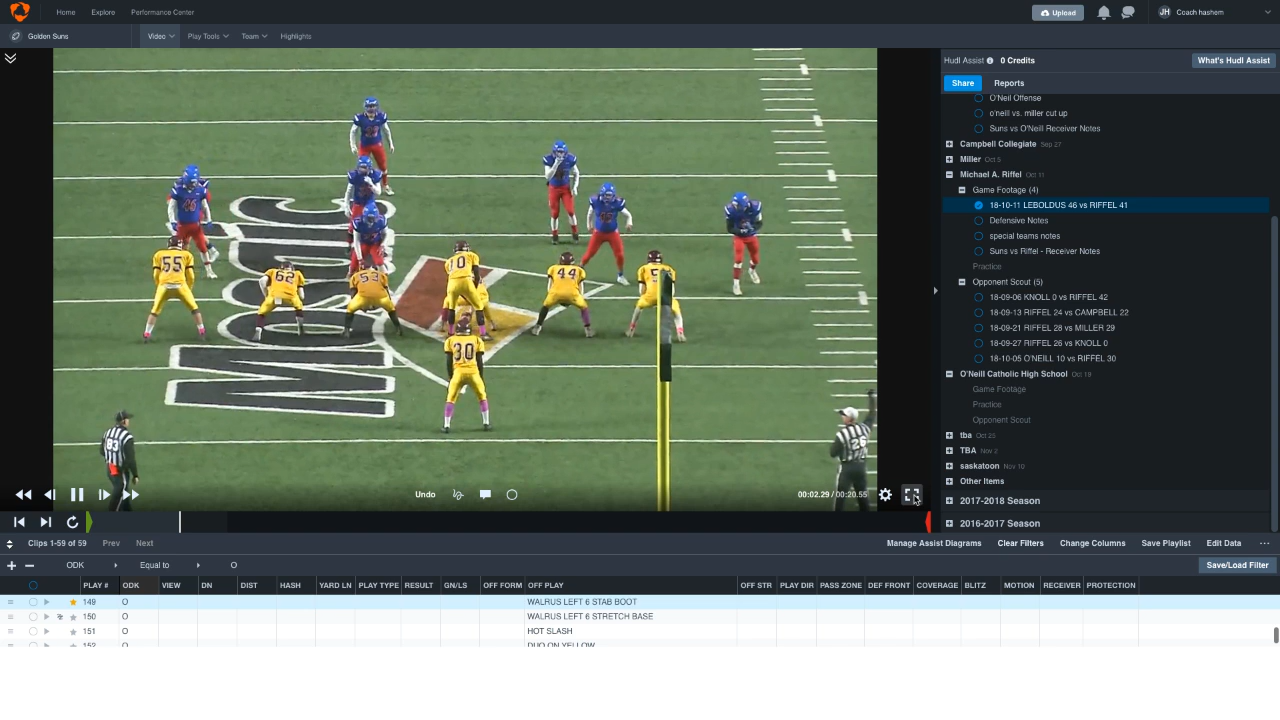 Home Explore Performance Center Upload JH Coach hashem
Golden Suns Video Play Tools Team Highlights
Hudl Assist 0 Credits What's Hudl Assist
Share Reports
O'Neil Offense
o'neill vs. miller cut up
Suns vs O'Neill Receiver Notes
Campbell Collegiate Sep 27
Miller Oct 5
Michael A. Riffel Oct 11
Game Footage (4)
18-10-11 LEBOLDUS 46 vs RIFFEL 41
Defensive Notes
special teams notes
Suns vs Riffel - Receiver Notes
Practice
Opponent Scout (5)
18-09-06 KNOLL 0 vs RIFFEL 42
18-09-13 RIFFEL 24 vs CAMPBELL 22
18-09-21 RIFFEL 28 vs MILLER 29
18-09-27 RIFFEL 26 vs KNOLL 0
18-10-05 O'NEILL 10 vs RIFFEL 30
O'Neill Catholic High School Oct 19
Game Footage
Practice
Opponent Scout
tba Oct 25
TBA Nov 2
saskatoon Nov 10
Other Items
2017-2018 Season
2016-2017 Season
46
55 62 53 10 44
30
83 26
Undo 00:02.29 / 00:20.55
Clips 1-59 of 59 Prev Next Manage Assist Diagrams Clear Filters Change Columns Save Playlist Edit Data ...
ODK Equal to O Save/Load Filter
PLAY # ODK VIEW DN DIST HASH YARD LN PLAY TYPE RESULT GN/LS OFF FORM OFF PLAY OFF STR PLAY DIR PASS ZONE DEF FRONT COVERAGE BLITZ MOTION RECEIVER PROTECTION
149 O WALRUS LEFT 6 STAB BOOT
150 O WALRUS LEFT 6 STRETCH BASE
151 O HOT SLASH
152 O DUO ON YELLOW